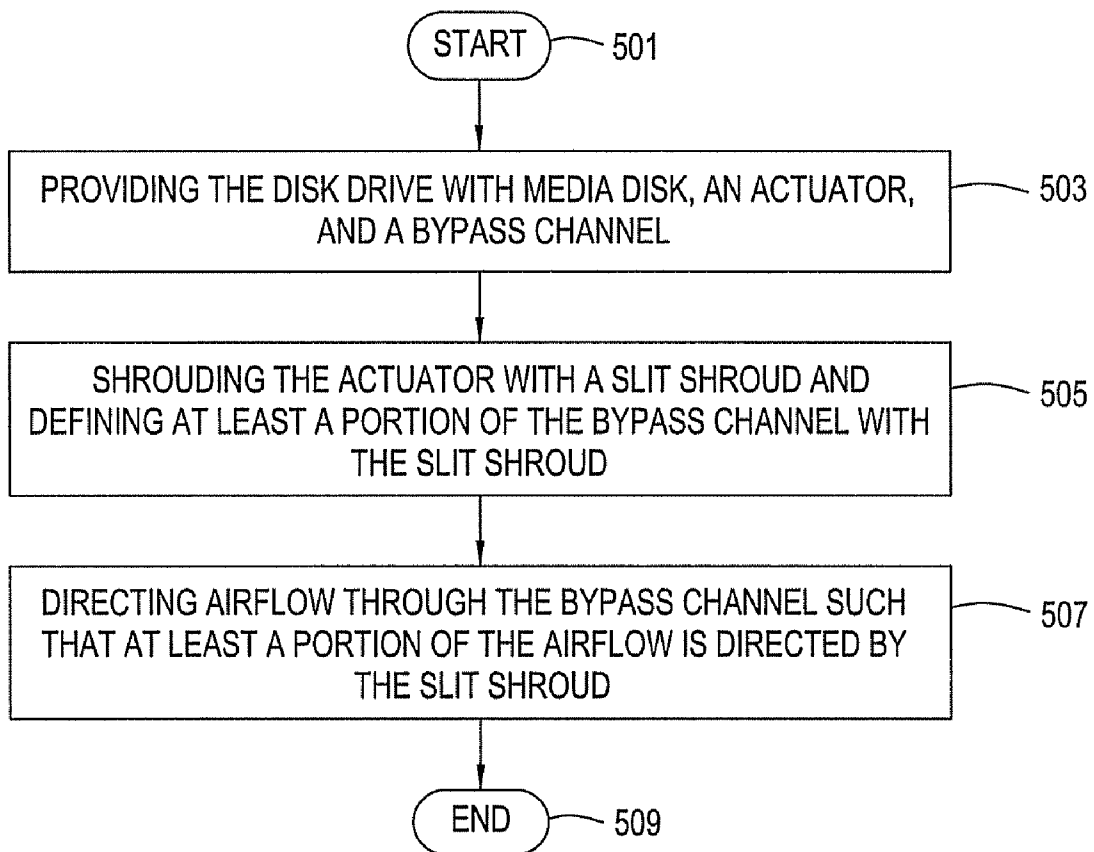 START 501
PROVIDING THE DISK DRIVE WITH MEDIA DISK, AN ACTUATOR,
AND A BYPASS CHANNEL
503
SHROUDING THE ACTUATOR WITH A SLIT SHROUD AND
DEFINING AT LEAST A PORTION OF THE BYPASS CHANNEL WITH
THE SLIT SHROUD
505
DIRECTING AIRFLOW THROUGH THE BYPASS CHANNEL SUCH
THAT AT LEAST A PORTION OF THE AIRFLOW IS DIRECTED BY
THE SLIT SHROUD
507
END 509